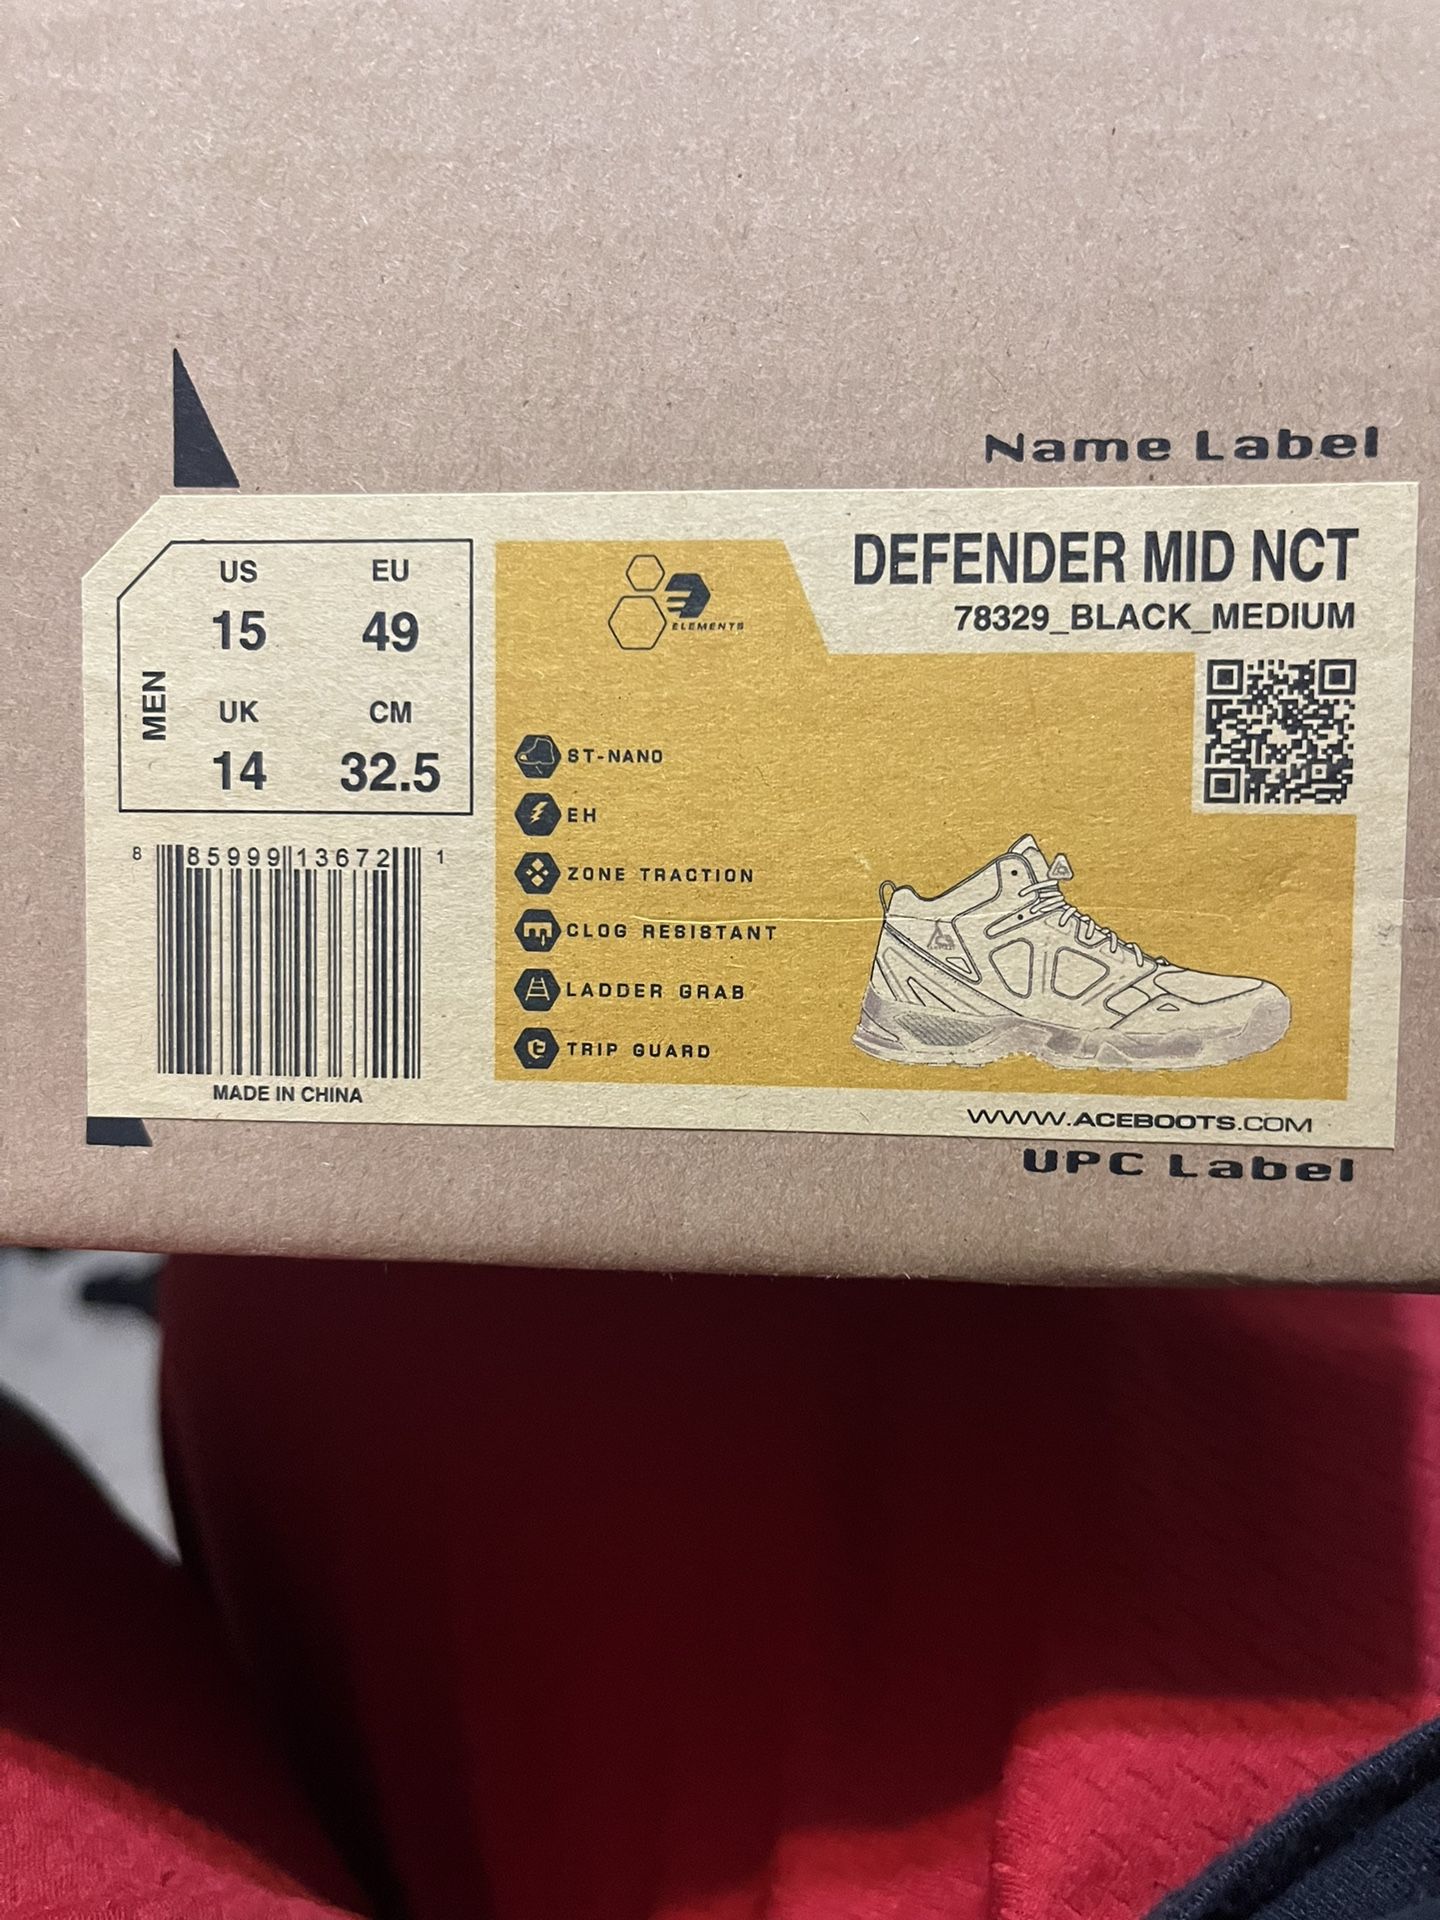 Name Label
DEFENDER MID NCT
78329_BLACK_MEDIUM
MEN
US EU
15 49
UK CM
14 32.5
8 85999 13672 1
MADE IN CHINA
ELEMENTS
ST-NANO
EH
ZONE TRACTION
CLOG RESISTANT
LADDER GRAB
TRIP GUARD
WWW.ACEBOOTS.COM
UPC Label